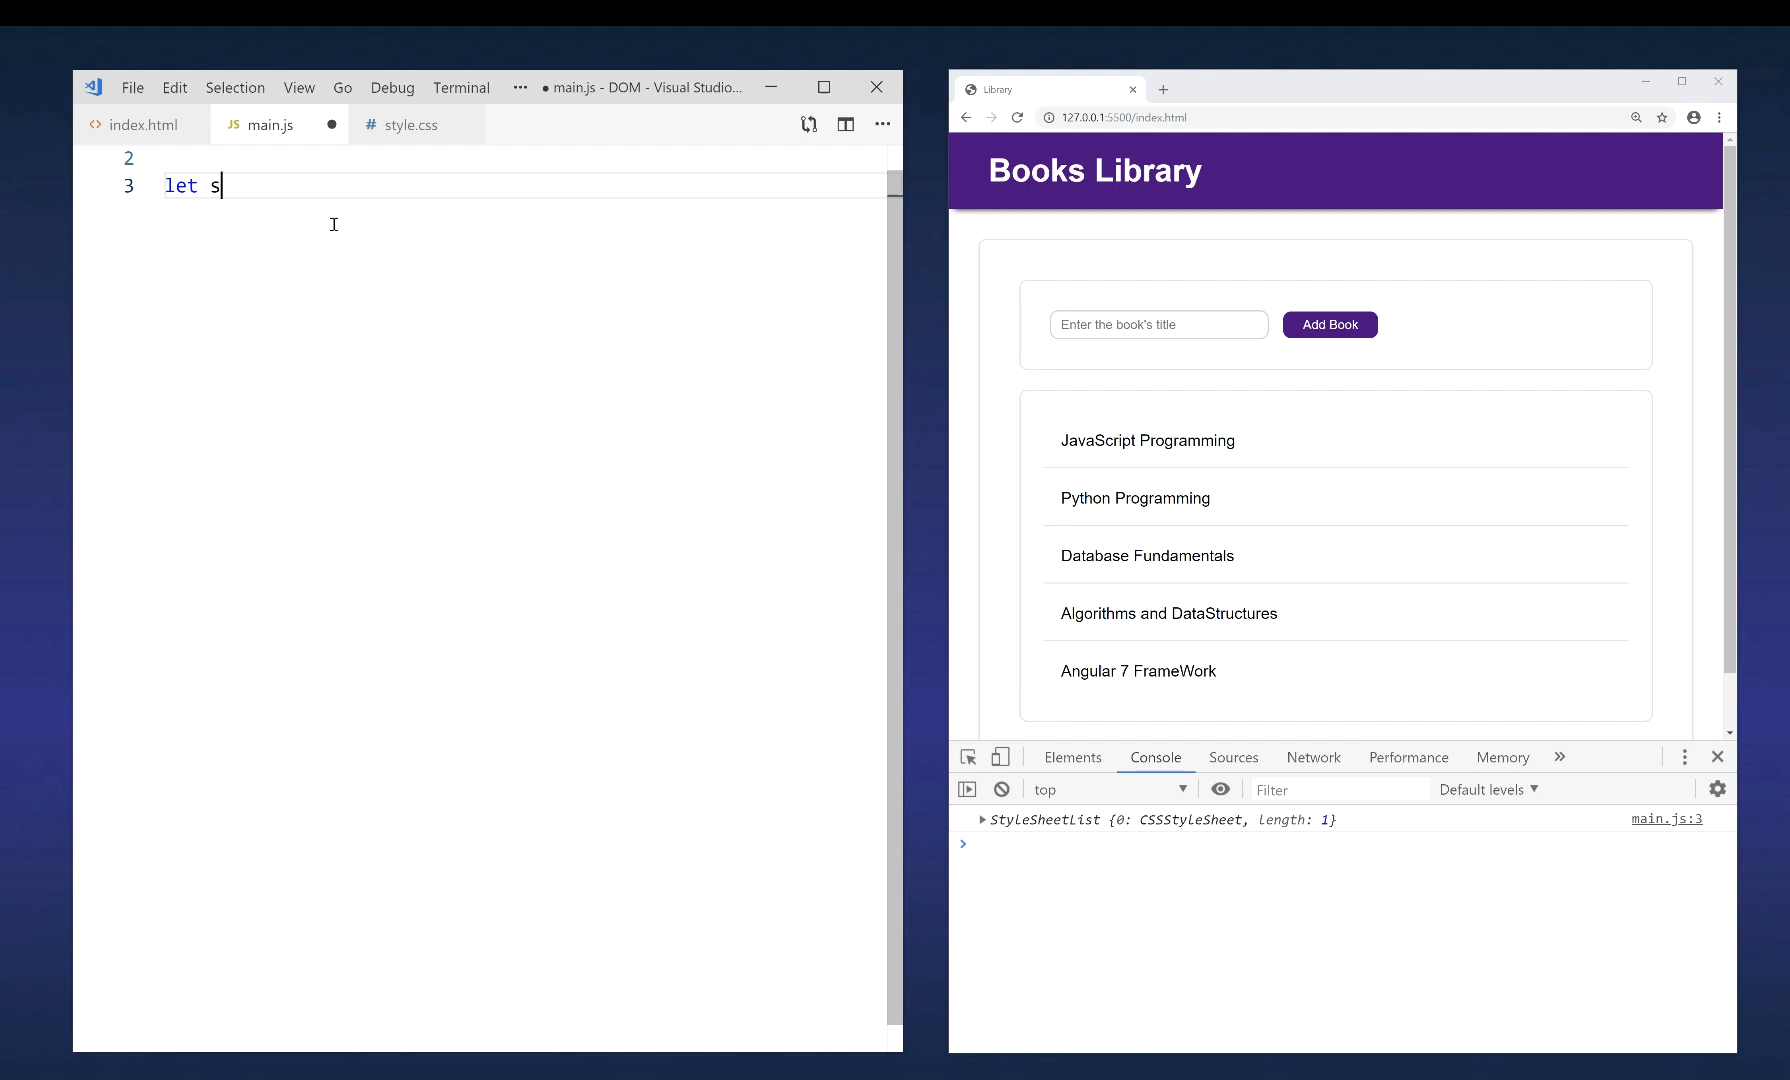 File Edit Selection View Go Debug Terminal ••• ● main.js - DOM - Visual Studio...
<> index.html JS main.js ● # style.css •••
2
3 let s
Library
127.0.0.1:5500/index.html
Books Library
Enter the book's title Add Book
JavaScript Programming
Python Programming
Database Fundamentals
Algorithms and DataStructures
Angular 7 FrameWork
Elements Console Sources Network Performance Memory »
top Filter Default levels
StyleSheetList {0: CSSStyleSheet, length: 1} main.js:3